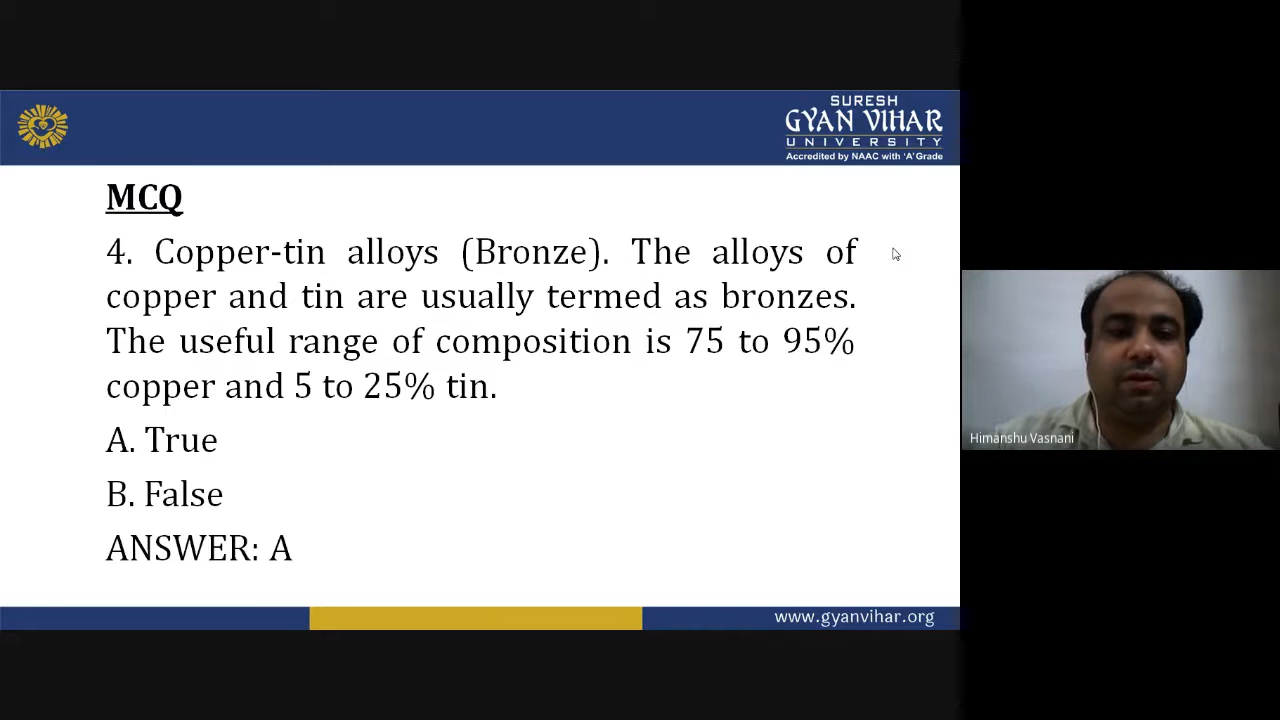 SURESH
GYAN VIHAR
UNIVERSITY
Accredited by NAAC with 'A' Grade
MCQ
4. Copper-tin alloys (Bronze). The alloys of
copper and tin are usually termed as bronzes.
The useful range of composition is 75 to 95%
copper and 5 to 25% tin.
A. True
B. False
ANSWER: A
Himanshu Vasnani
www.gyanvihar.org